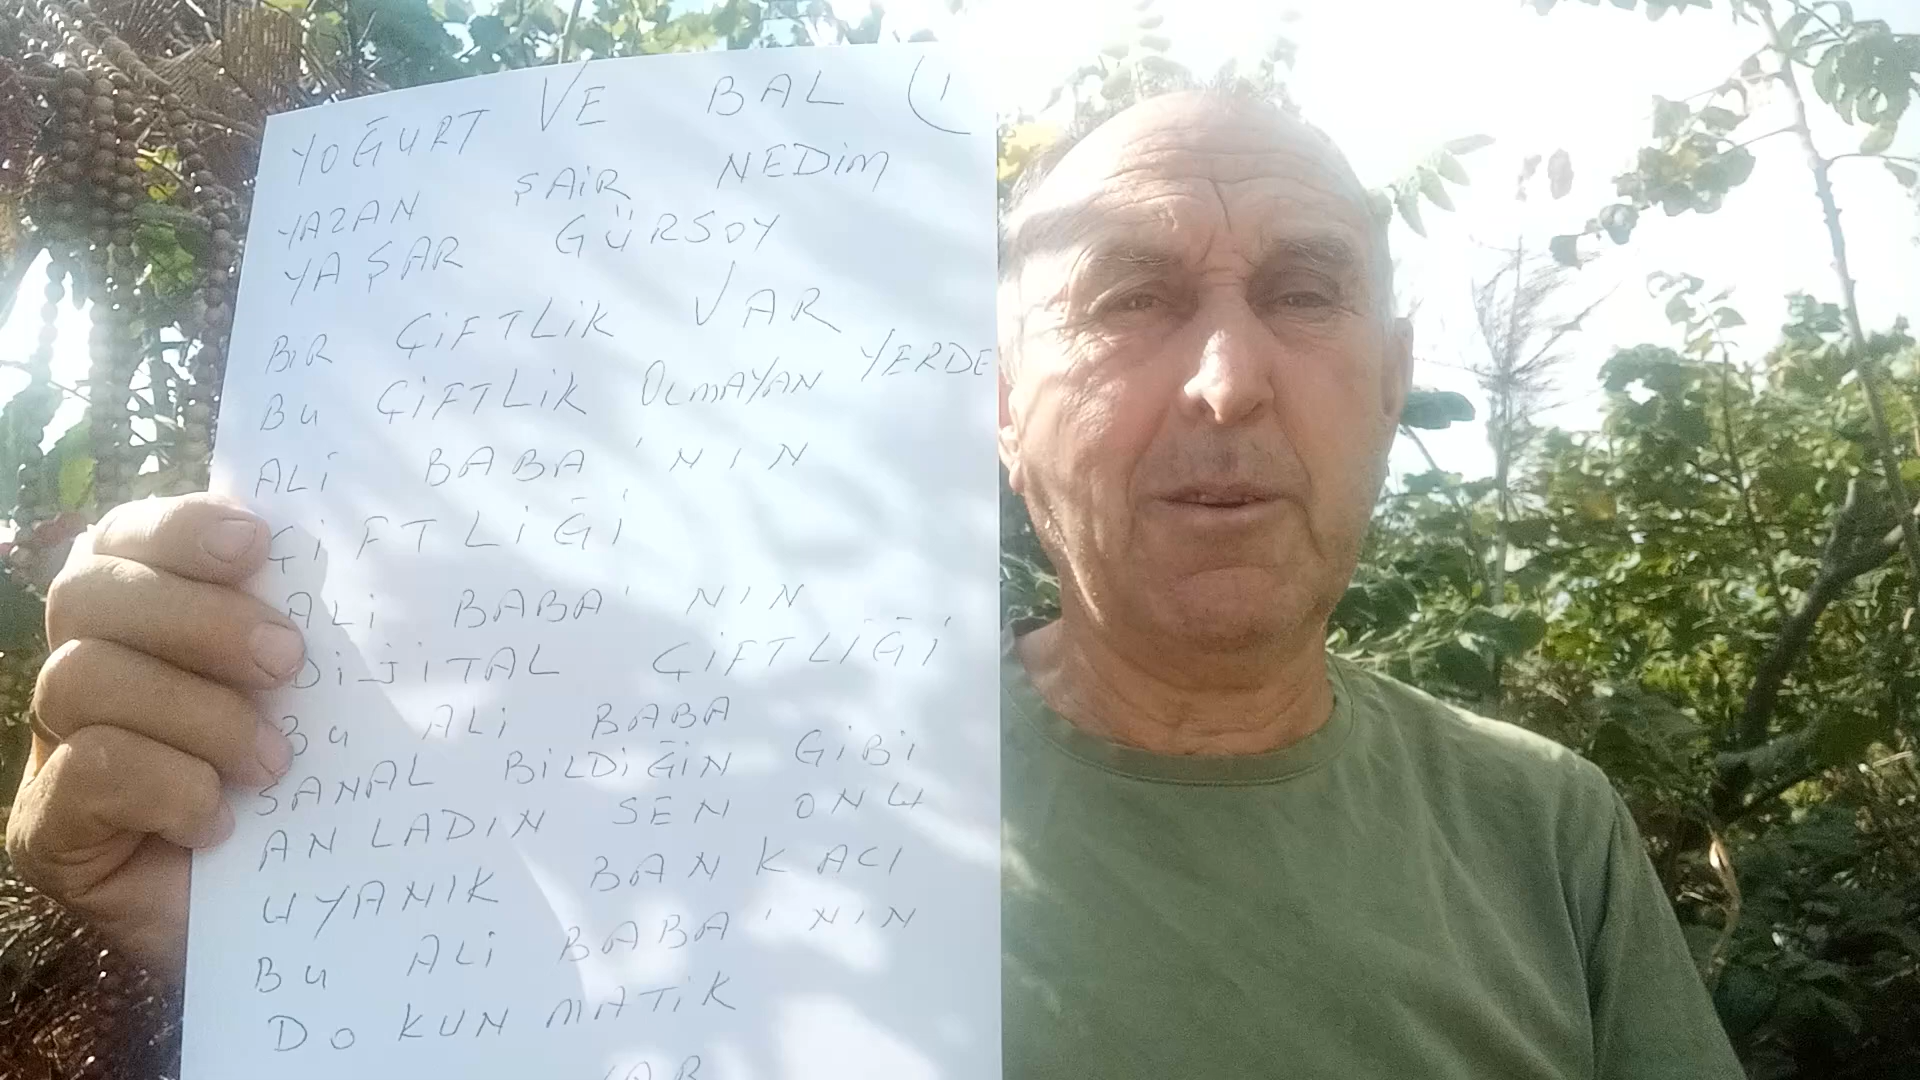 YOĞURT VE BAL (1
YAZAN ŞAİR NEDİM
YAŞAR GÜRSOY
BİR ÇİFTLİK VAR
BU ÇİFTLİK OLMAYAN YERDE
ALİ BABA'NIN
ÇİFTLİĞİ
ALİ BABA'NIN
DİJİTAL ÇİFTLİĞİ
BU ALİ BABA
SANAL BİLDİĞİN GİBİ
ANLADIN SEN ONU
UYANIK BANKACI
BU ALİ BABA'NIN
DOKUNMATİK